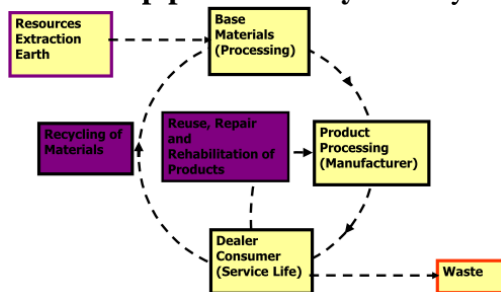 Resources
Extraction
Earth
Base
Materials
(Processing)
Recycling of
Materials
Reuse, Repair
and
Rehabilitation of
Products
Product
Processing
(Manufacturer)
Dealer
Consumer
(Service Life)
Waste